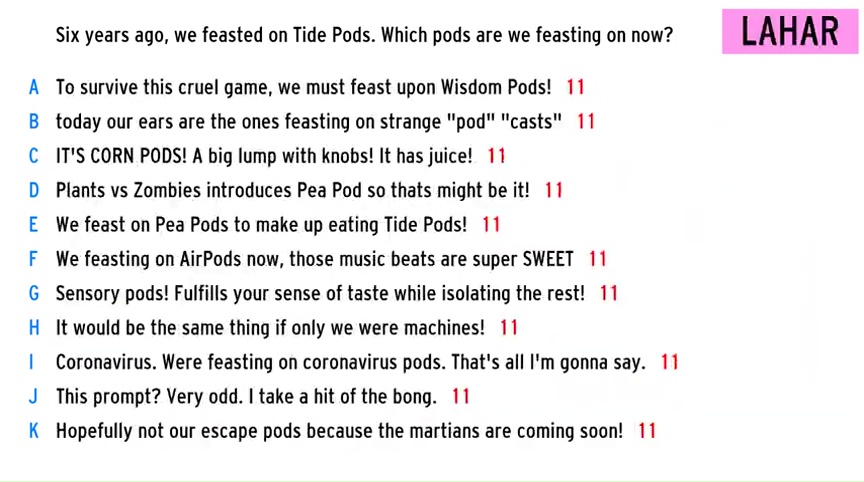 Six years ago, we feasted on Tide Pods. Which pods are we feasting on now?
LAHAR
A To survive this cruel game, we must feast upon Wisdom Pods! 11
B today our ears are the ones feasting on strange "pod" "casts" 11
C IT'S CORN PODS! A big lump with knobs! It has juice! 11
D Plants vs Zombies introduces Pea Pod so thats might be it! 11
E We feast on Pea Pods to make up eating Tide Pods! 11
F We feasting on AirPods now, those music beats are super SWEET 11
G Sensory pods! Fulfills your sense of taste while isolating the rest! 11
H It would be the same thing if only we were machines! 11
I Coronavirus. Were feasting on coronavirus pods. That's all I'm gonna say. 11
J This prompt? Very odd. I take a hit of the bong. 11
K Hopefully not our escape pods because the martians are coming soon! 11